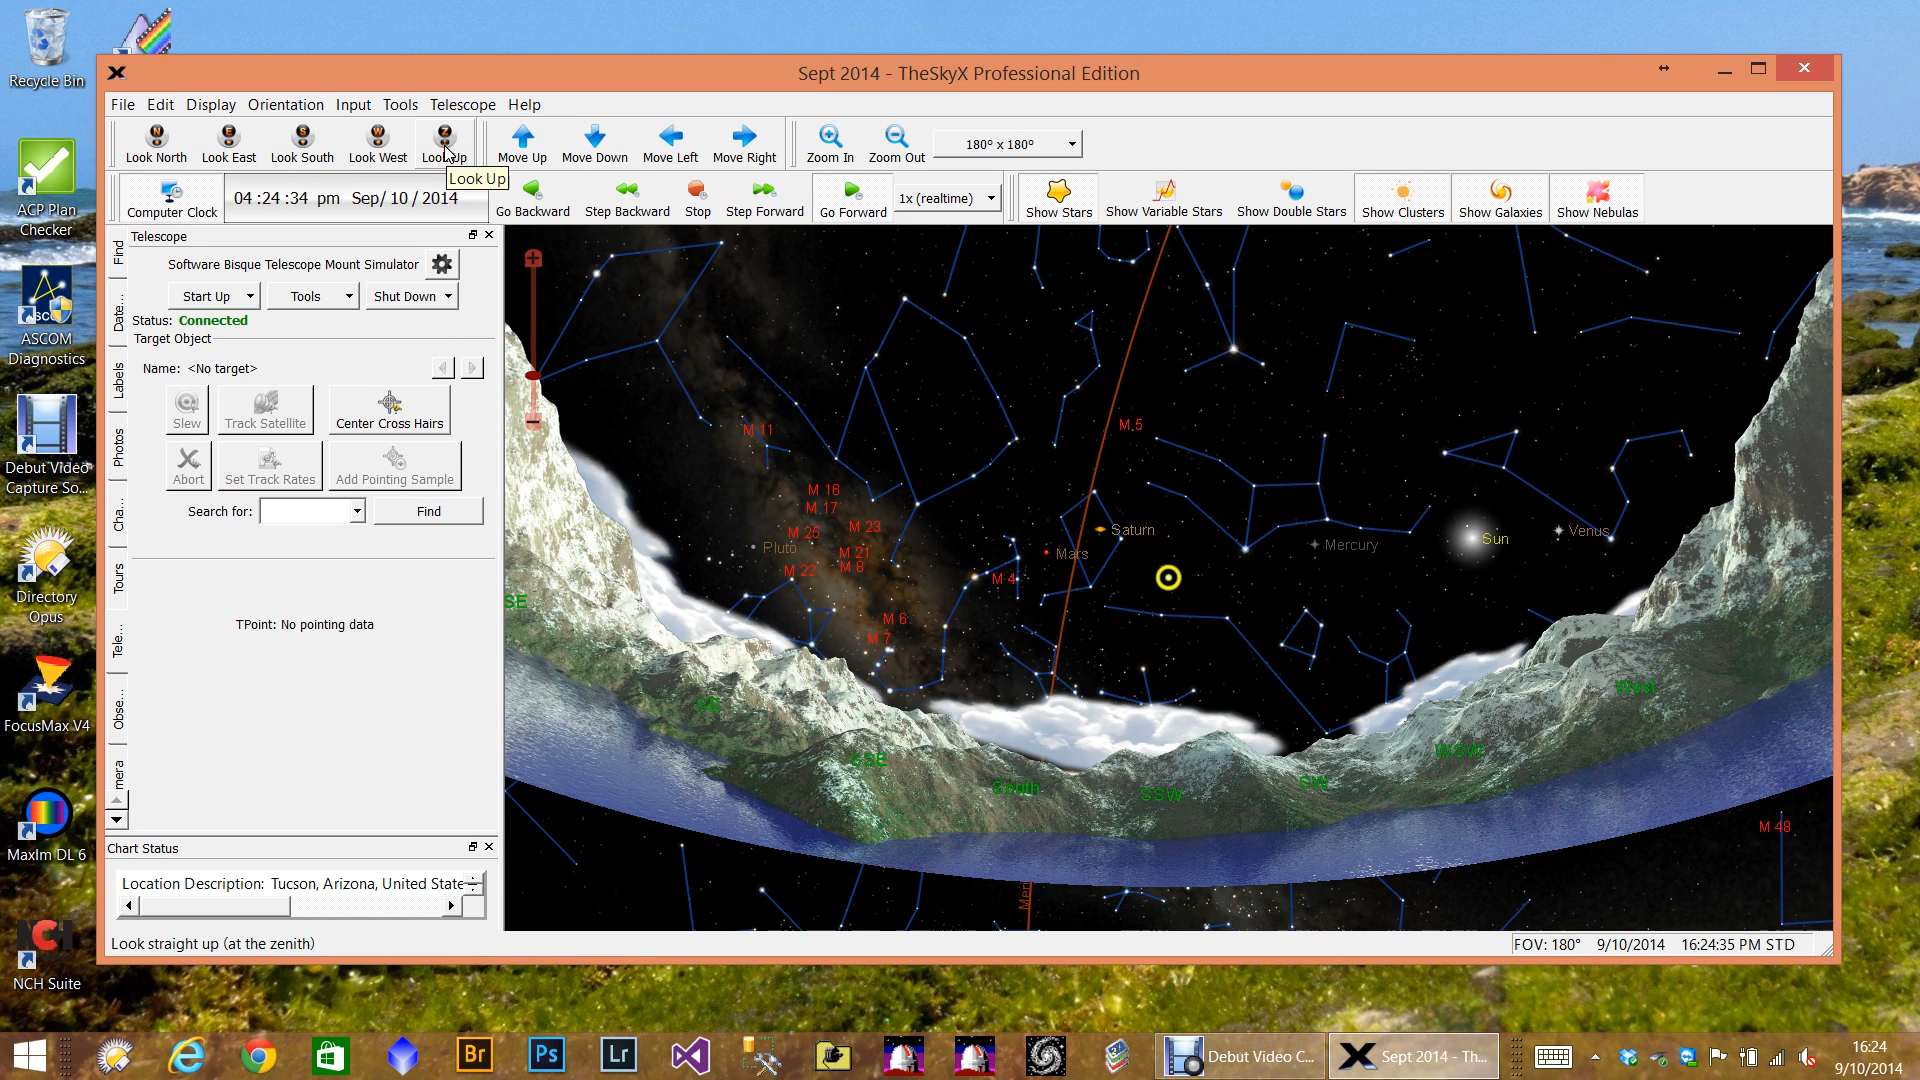 Recycle Bin
ACP Plan
Checker
ASCOM
Diagnostics
Debut Video
Capture So...
Directory
Opus
FocusMax V4
MaxIm DL 6
NCH Suite
Sept 2014 - TheSkyX Professional Edition
File Edit Display Orientation Input Tools Telescope Help
Look North Look East Look South Look West Look Up Move Up Move Down Move Left Move Right Zoom In Zoom Out 180° x 180°
Look Up
Computer Clock 04 :24 :34 pm Sep/ 10 / 2014 Go Backward Step Backward Stop Step Forward Go Forward 1x (realtime) Show Stars Show Variable Stars Show Double Stars Show Clusters Show Galaxies Show Nebulas
Find
Date...
Labels
Photos
Cha...
Tours
Tele...
Obse...
mera
Telescope
Software Bisque Telescope Mount Simulator
Start Up Tools Shut Down
Status: Connected
Target Object
Name: <No target>
Slew Track Satellite Center Cross Hairs
Abort Set Track Rates Add Pointing Sample
Search for: Find
TPoint: No pointing data
Chart Status
Location Description: Tucson, Arizona, United State
Look straight up (at the zenith)
M 5
M 11
M 16
M 17
M 23
M 25
Saturn
Sun
Venus
Pluto
M 21
Mars
Mercury
M 8
M 22
M 4
SE
M 6
M 7
West
SE
SSE
WSW
South
SSW
SW
M 48
Meri
FOV: 180° 9/10/2014 16:24:35 PM STD
Br
Ps
Lr
Debut Video C...
Sept 2014 - Th...
16:24
9/10/2014